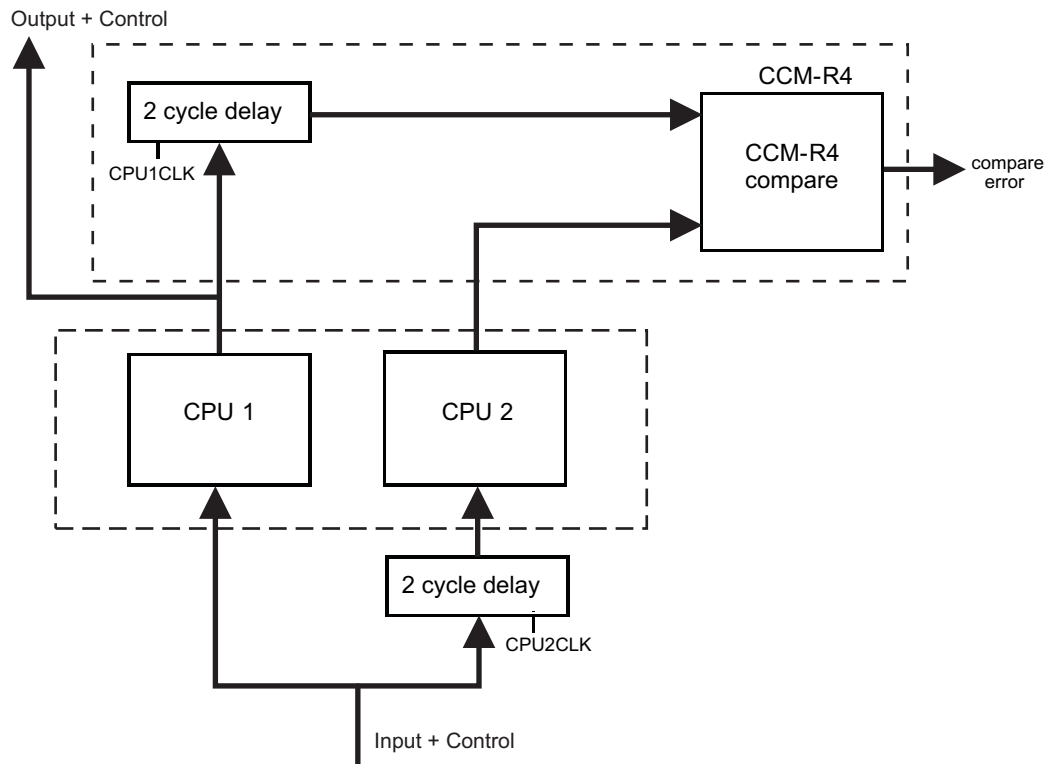 Output + Control
CCM-R4
2 cycle delay
CPU1CLK
CCM-R4
compare
compare
error
CPU 1
CPU 2
2 cycle delay
CPU2CLK
Input + Control